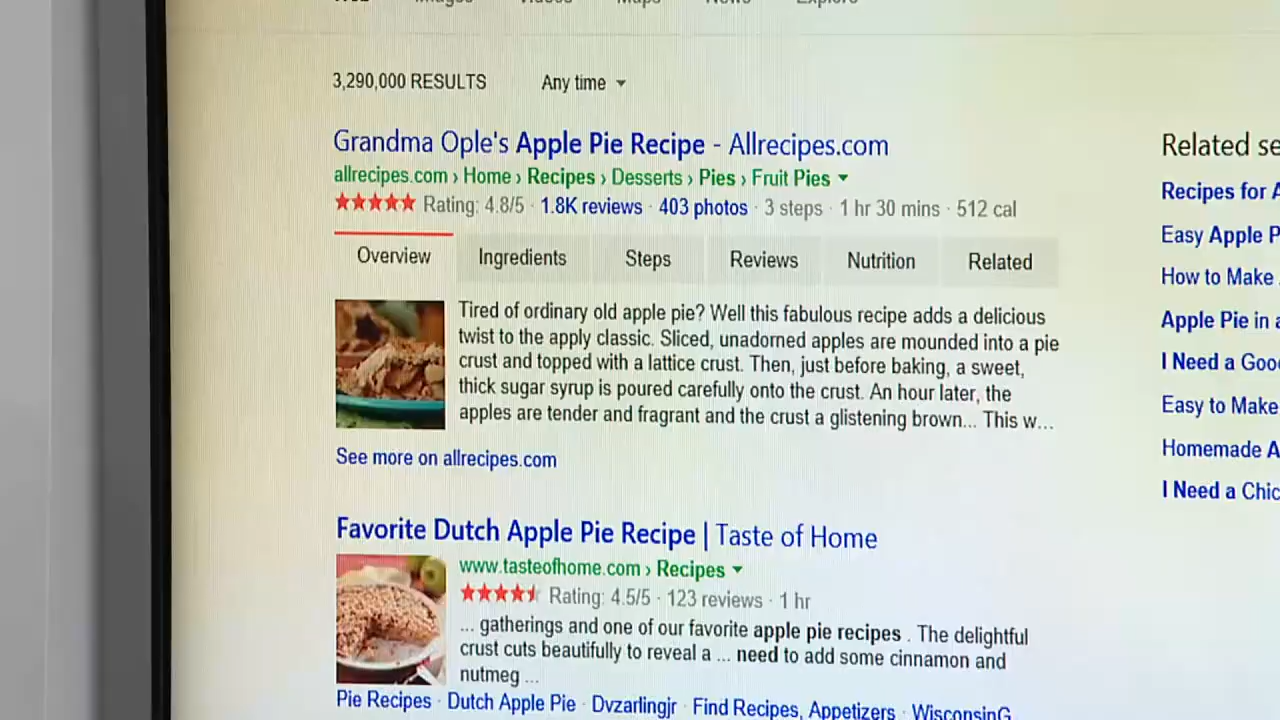 3,290,000 RESULTS Any time
Grandma Ople's Apple Pie Recipe - Allrecipes.com
allrecipes.com › Home › Recipes › Desserts › Pies › Fruit Pies
Rating: 4.8/5 · 1.8K reviews · 403 photos · 3 steps · 1 hr 30 mins · 512 cal
Overview Ingredients Steps Reviews Nutrition Related
Tired of ordinary old apple pie? Well this fabulous recipe adds a delicious
twist to the apply classic. Sliced, unadorned apples are mounded into a pie
crust and topped with a lattice crust. Then, just before baking, a sweet,
thick sugar syrup is poured carefully onto the crust. An hour later, the
apples are tender and fragrant and the crust a glistening brown... This w...
See more on allrecipes.com
Favorite Dutch Apple Pie Recipe | Taste of Home
www.tasteofhome.com › Recipes
Rating: 4.5/5 · 123 reviews · 1 hr
... gatherings and one of our favorite apple pie recipes . The delightful
crust cuts beautifully to reveal a ... need to add some cinnamon and
nutmeg ...
Pie Recipes · Dutch Apple Pie · Dvzarlingjr · Find Recipes, Appetizers · WisconsinG
Related se
Recipes for A
Easy Apple P
How to Make
Apple Pie in a
I Need a Goo
Easy to Make
Homemade A
I Need a Chic